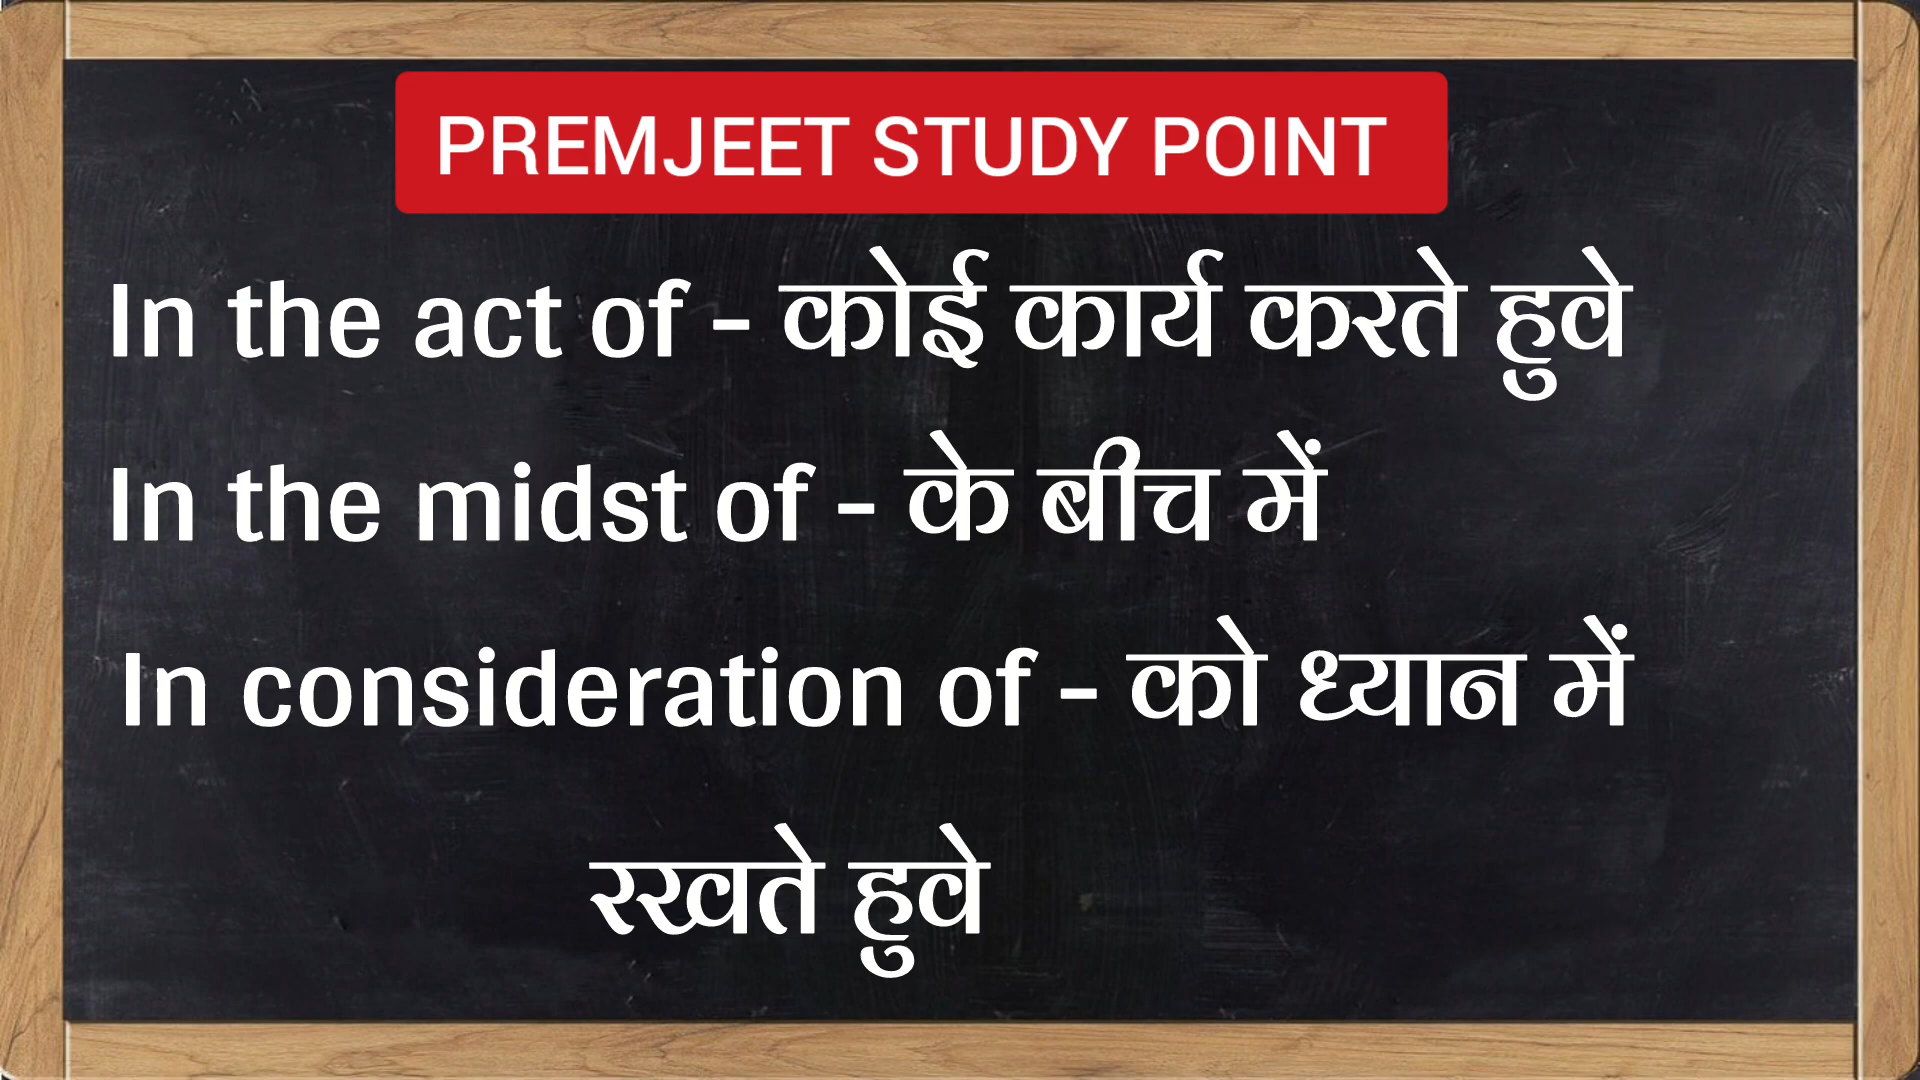 PREMJEET STUDY POINT
In the act of - कोई कार्य करते हुवे
In the midst of - के बीच में
In consideration of - को ध्यान में
रखते हुवे